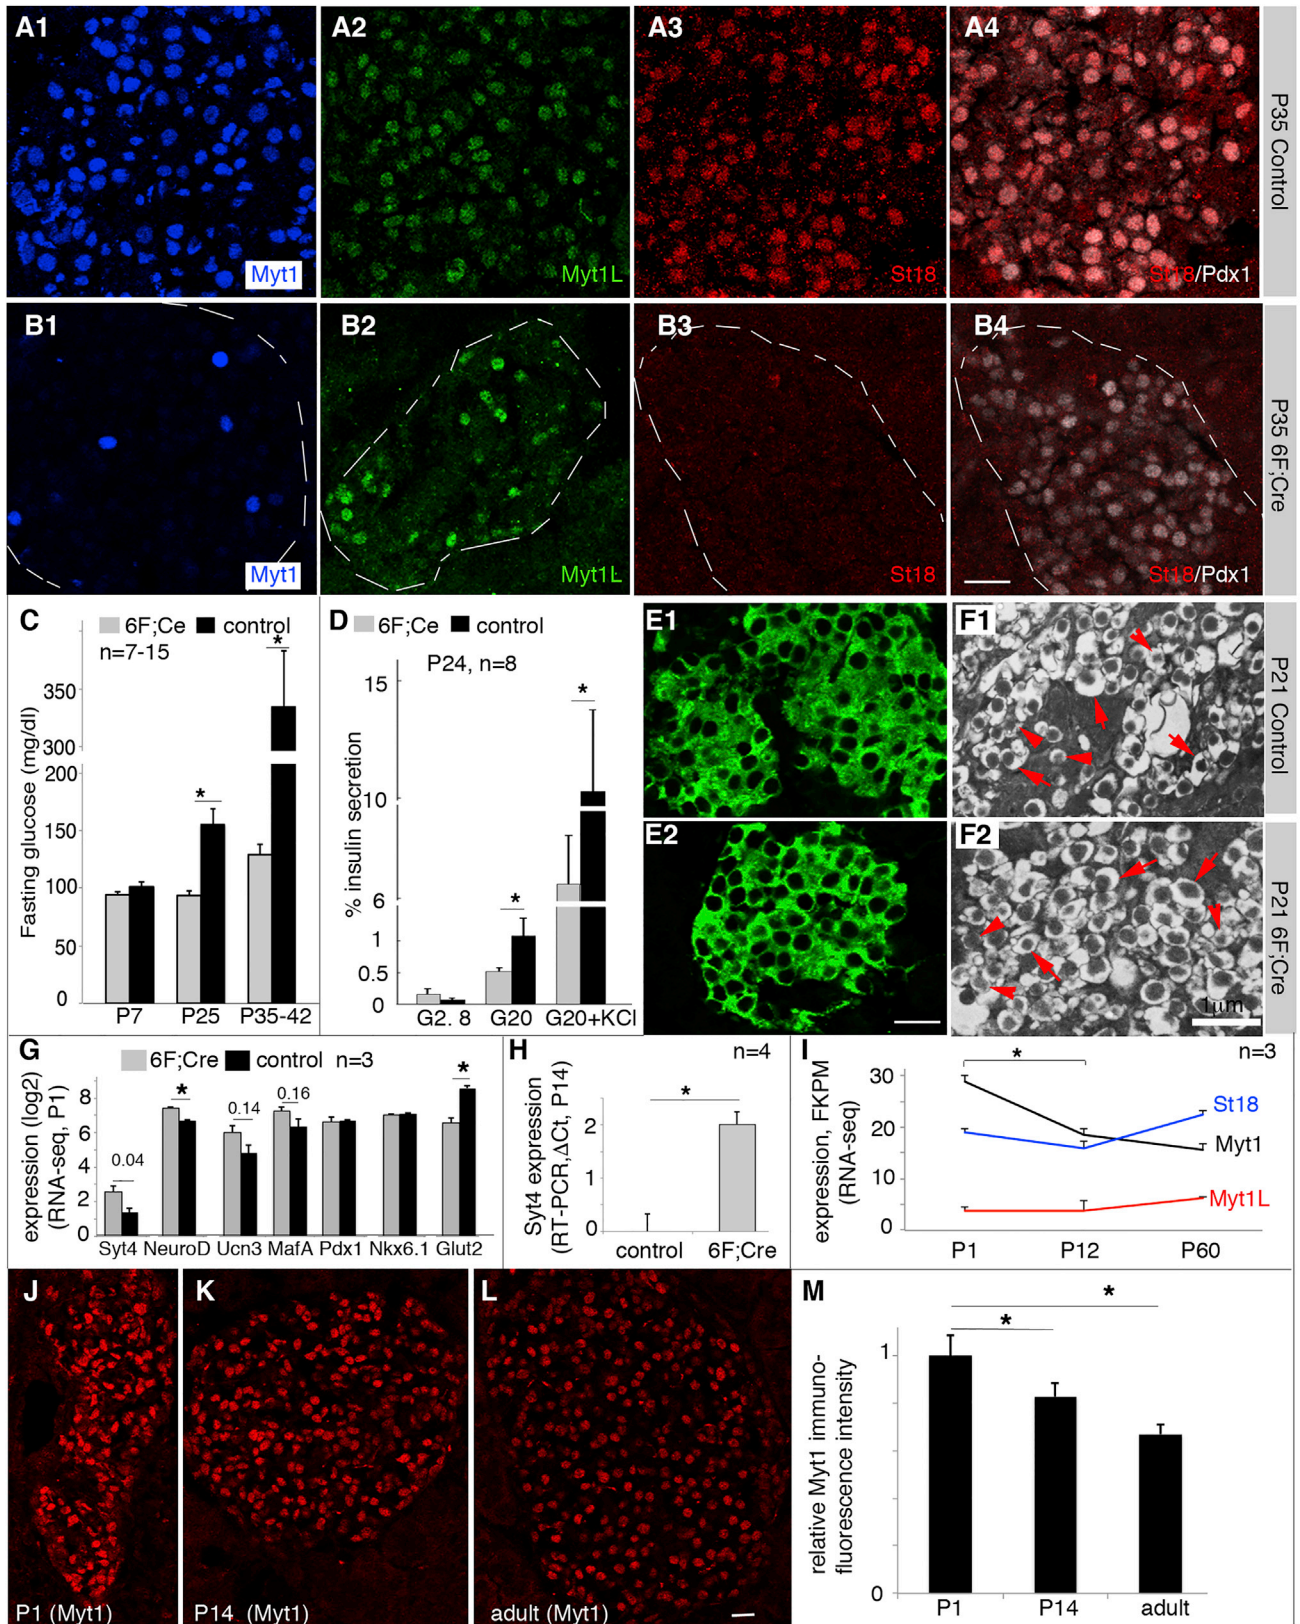 A1
Myt1
A2
Myt1L
A3
St18
A4
St18/Pdx1
P35 Control
B1
Myt1
B2
Myt1L
B3
St18
B4
St18/Pdx1
P35 6F;Cre
C
6F;Ce control
n=7-15
Fasting glucose (mg/dl)
350
300
200
150
100
50
0
*
*
P7 P25 P35-42
D
6F;Ce control
P24, n=8
% insulin secretion
15
10
6
1
0.5
0
*
*
G2. 8 G20 G20+KCl
E1
F1
P21 Control
E2
F2
1μm
P21 6F;Cre
G
6F;Cre control n=3
expression (log2)
(RNA-seq, P1)
8
6
4
2
0
0.04
*
0.14
0.16
*
Syt4 NeuroD Ucn3 MafA Pdx1 Nkx6.1 Glut2
H
n=4
Syt4 expression
(RT-PCR,ΔCt, P14)
2
2
1
1
0
*
control 6F;Cre
I
n=3
expression, FKPM
(RNA-seq)
30
20
10
0
*
St18
Myt1
Myt1L
P1 P12 P60
J
P1 (Myt1)
K
P14 (Myt1)
L
adult (Myt1)
M
relative Myt1 immuno-
fluorescence intensity
1
0
*
*
P1 P14 adult